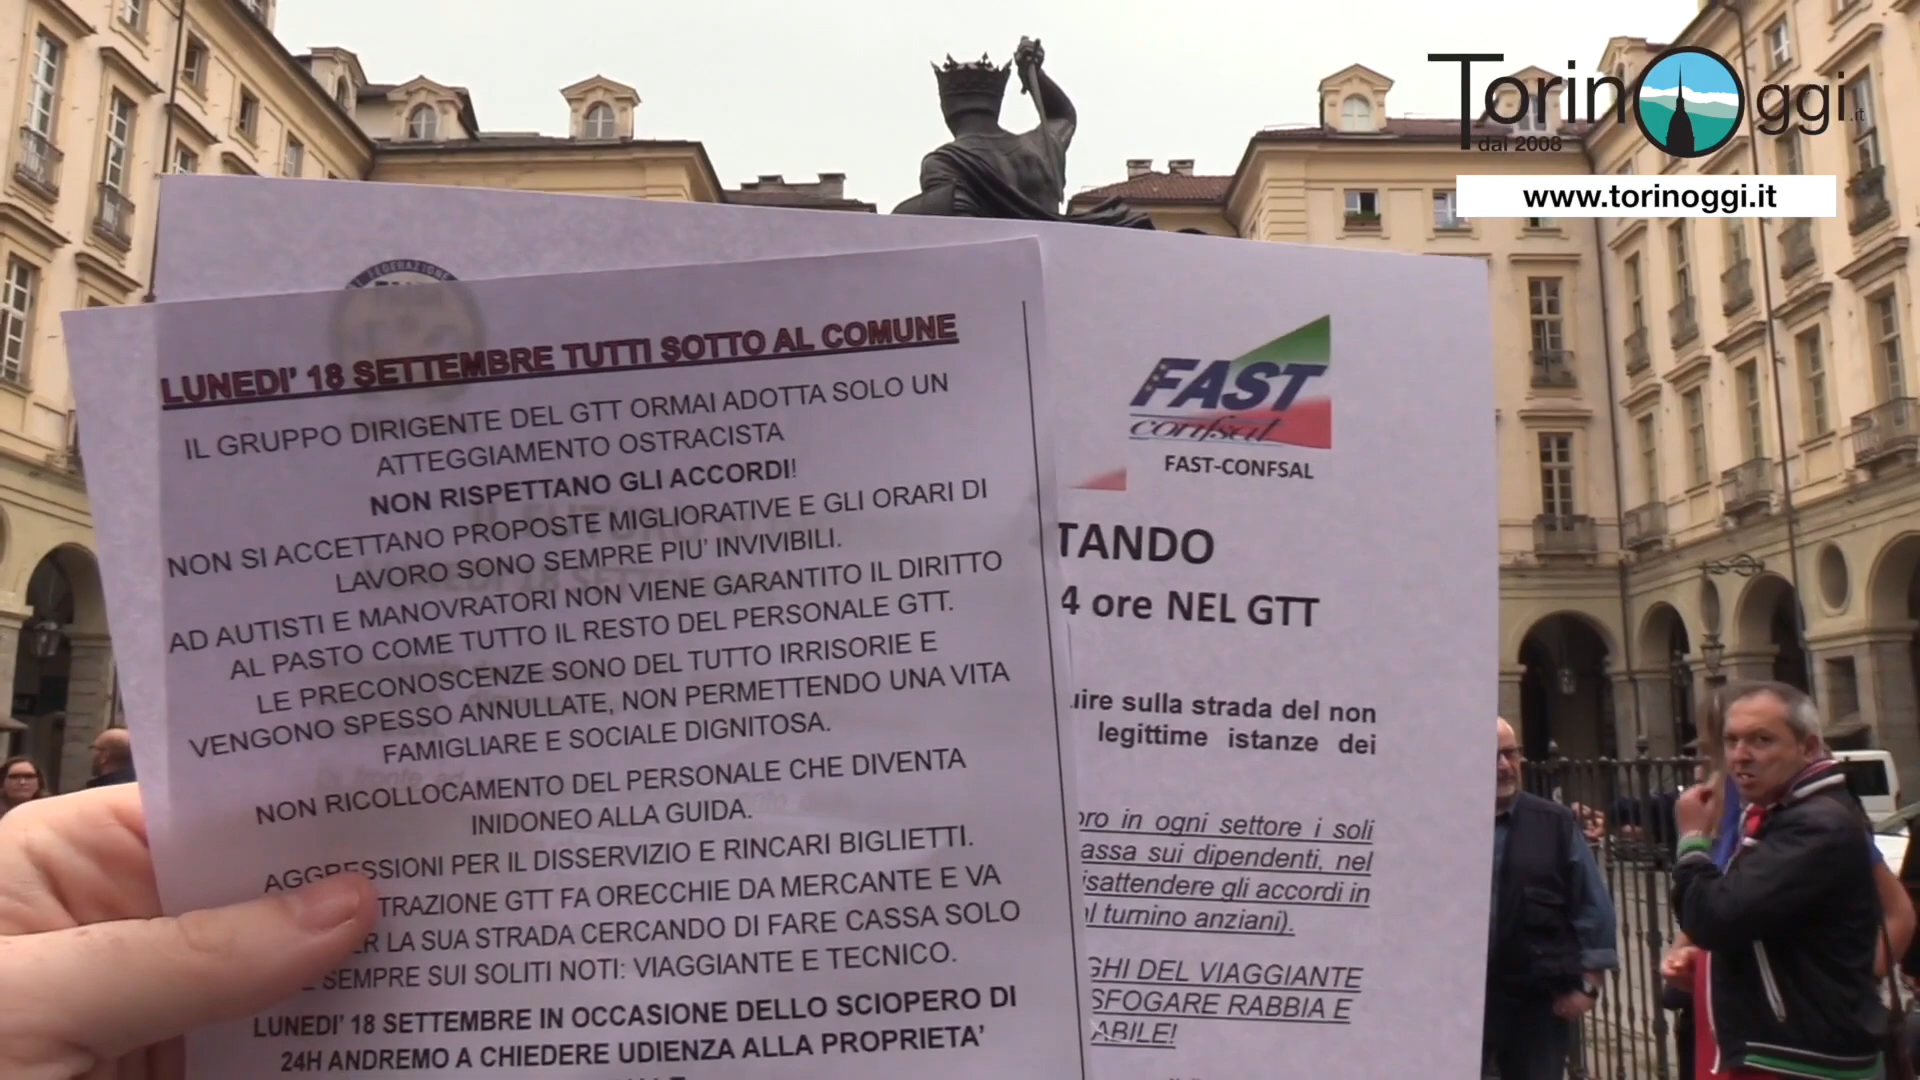 TorinOggi.it
dal 2008
www.torinoggi.it
FEDERAZIONE
LUNEDI' 18 SETTEMBRE TUTTI SOTTO AL COMUNE
IL GRUPPO DIRIGENTE DEL GTT ORMAI ADOTTA SOLO UN
ATTEGGIAMENTO OSTRACISTA
NON RISPETTANO GLI ACCORDI!
NON SI ACCETTANO PROPOSTE MIGLIORATIVE E GLI ORARI DI
LAVORO SONO SEMPRE PIU' INVIVIBILI.
AD AUTISTI E MANOVRATORI NON VIENE GARANTITO IL DIRITTO
AL PASTO COME TUTTO IL RESTO DEL PERSONALE GTT.
LE PRECONOSCENZE SONO DEL TUTTO IRRISORIE E
VENGONO SPESSO ANNULLATE, NON PERMETTENDO UNA VITA
FAMIGLIARE E SOCIALE DIGNITOSA.
NON RICOLLOCAMENTO DEL PERSONALE CHE DIVENTA
INIDONEO ALLA GUIDA.
AGGRESSIONI PER IL DISSERVIZIO E RINCARI BIGLIETTI.
TRAZIONE GTT FA ORECCHIE DA MERCANTE E VA
ER LA SUA STRADA CERCANDO DI FARE CASSA SOLO
SEMPRE SUI SOLITI NOTI: VIAGGIANTE E TECNICO.
LUNEDI' 18 SETTEMBRE IN OCCASIONE DELLO SCIOPERO DI
24H ANDREMO A CHIEDERE UDIENZA ALLA PROPRIETA'
FAST
confsal
FAST-CONFSAL
TANDO
4 ore NEL GTT
uire sulla strada del non
legittime istanze dei
oro in ogni settore i soli
assa sui dipendenti, nel
isattendere gli accordi in
l turnino anziani).
GHI DEL VIAGGIANTE
SFOGARE RABBIA E
ABILE!